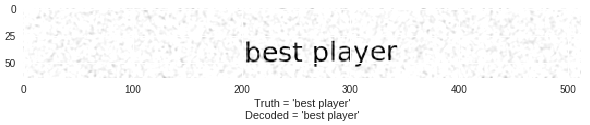 0
25
50
best player
0 100 200 300 400 500
Truth = 'best player'
Decoded = 'best player'